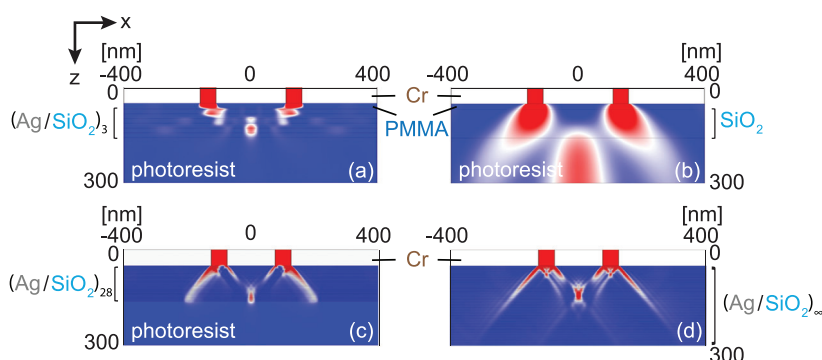 x
z
[nm]
-400 0 400
0
(Ag/SiO₂)₃
300
photoresist
(a)
Cr
PMMA
[nm]
-400 0 400
0
SiO₂
300
photoresist
(b)
[nm]
-400 0 400
0
(Ag/SiO₂)₂₈
300
photoresist
(c)
Cr
[nm]
-400 0 400
0
(Ag/SiO₂)∞
300
(d)